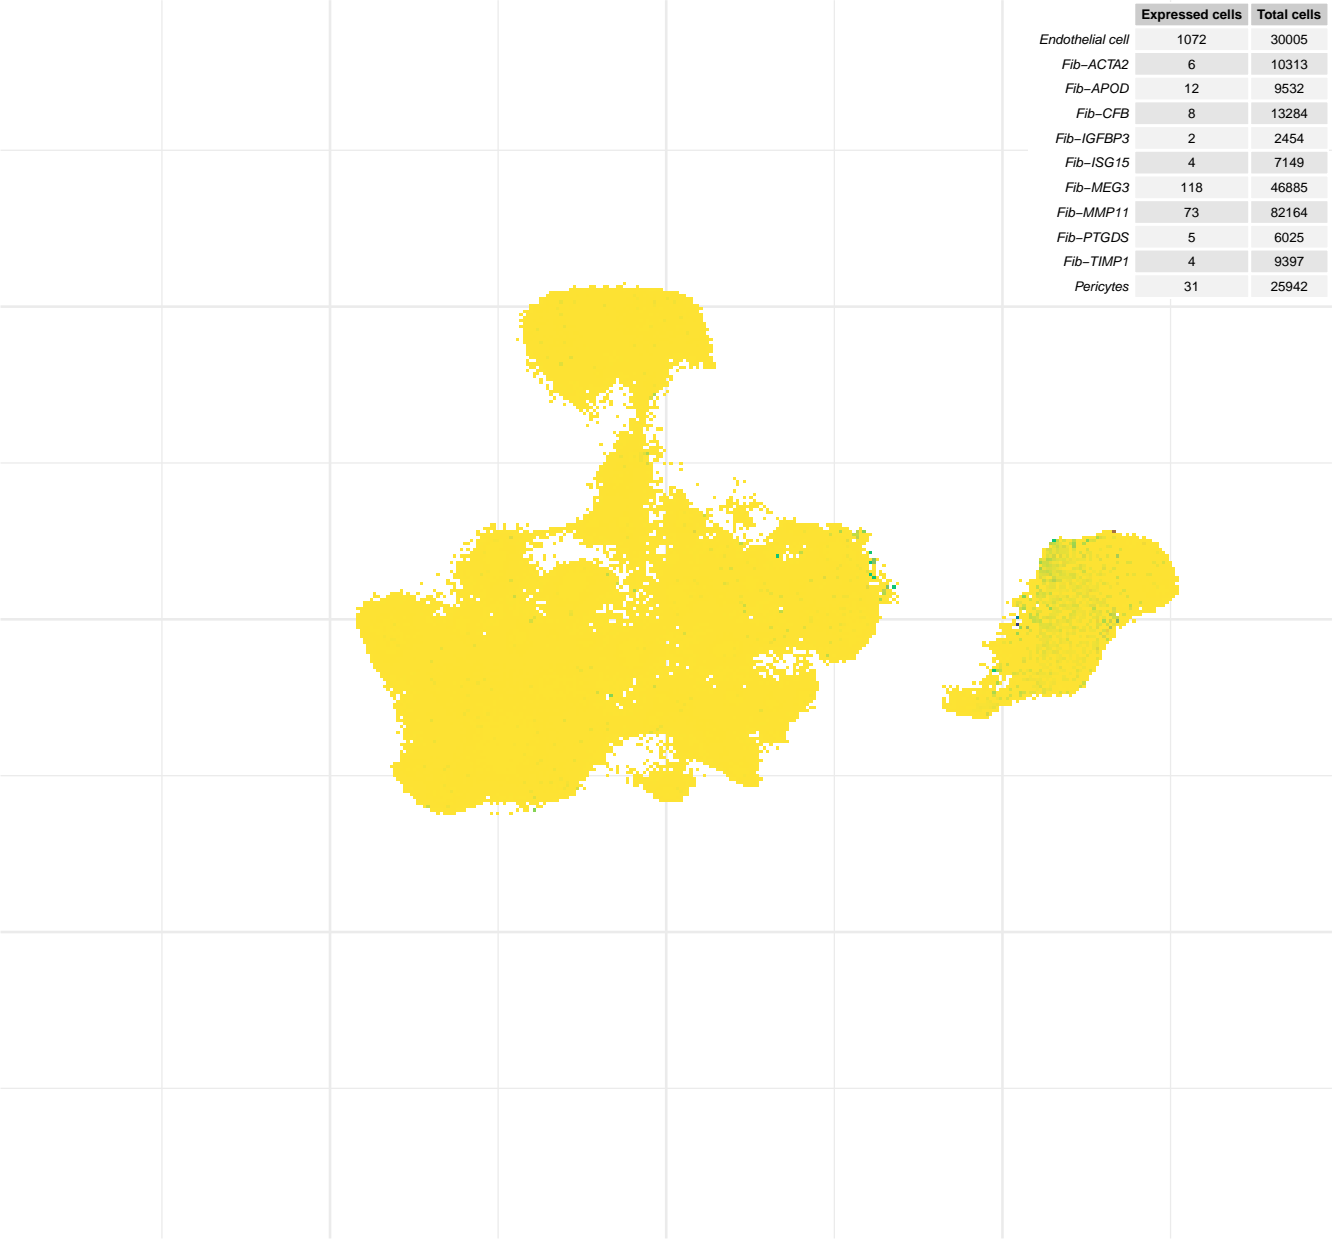 Expressed cells Total cells
Endothelial cell 1072 30005
Fib−ACTA2 6 10313
Fib−APOD 12 9532
Fib−CFB 8 13284
Fib−IGFBP3 2 2454
Fib−ISG15 4 7149
Fib−MEG3 118 46885
Fib−MMP11 73 82164
Fib−PTGDS 5 6025
Fib−TIMP1 4 9397
Pericytes 31 25942